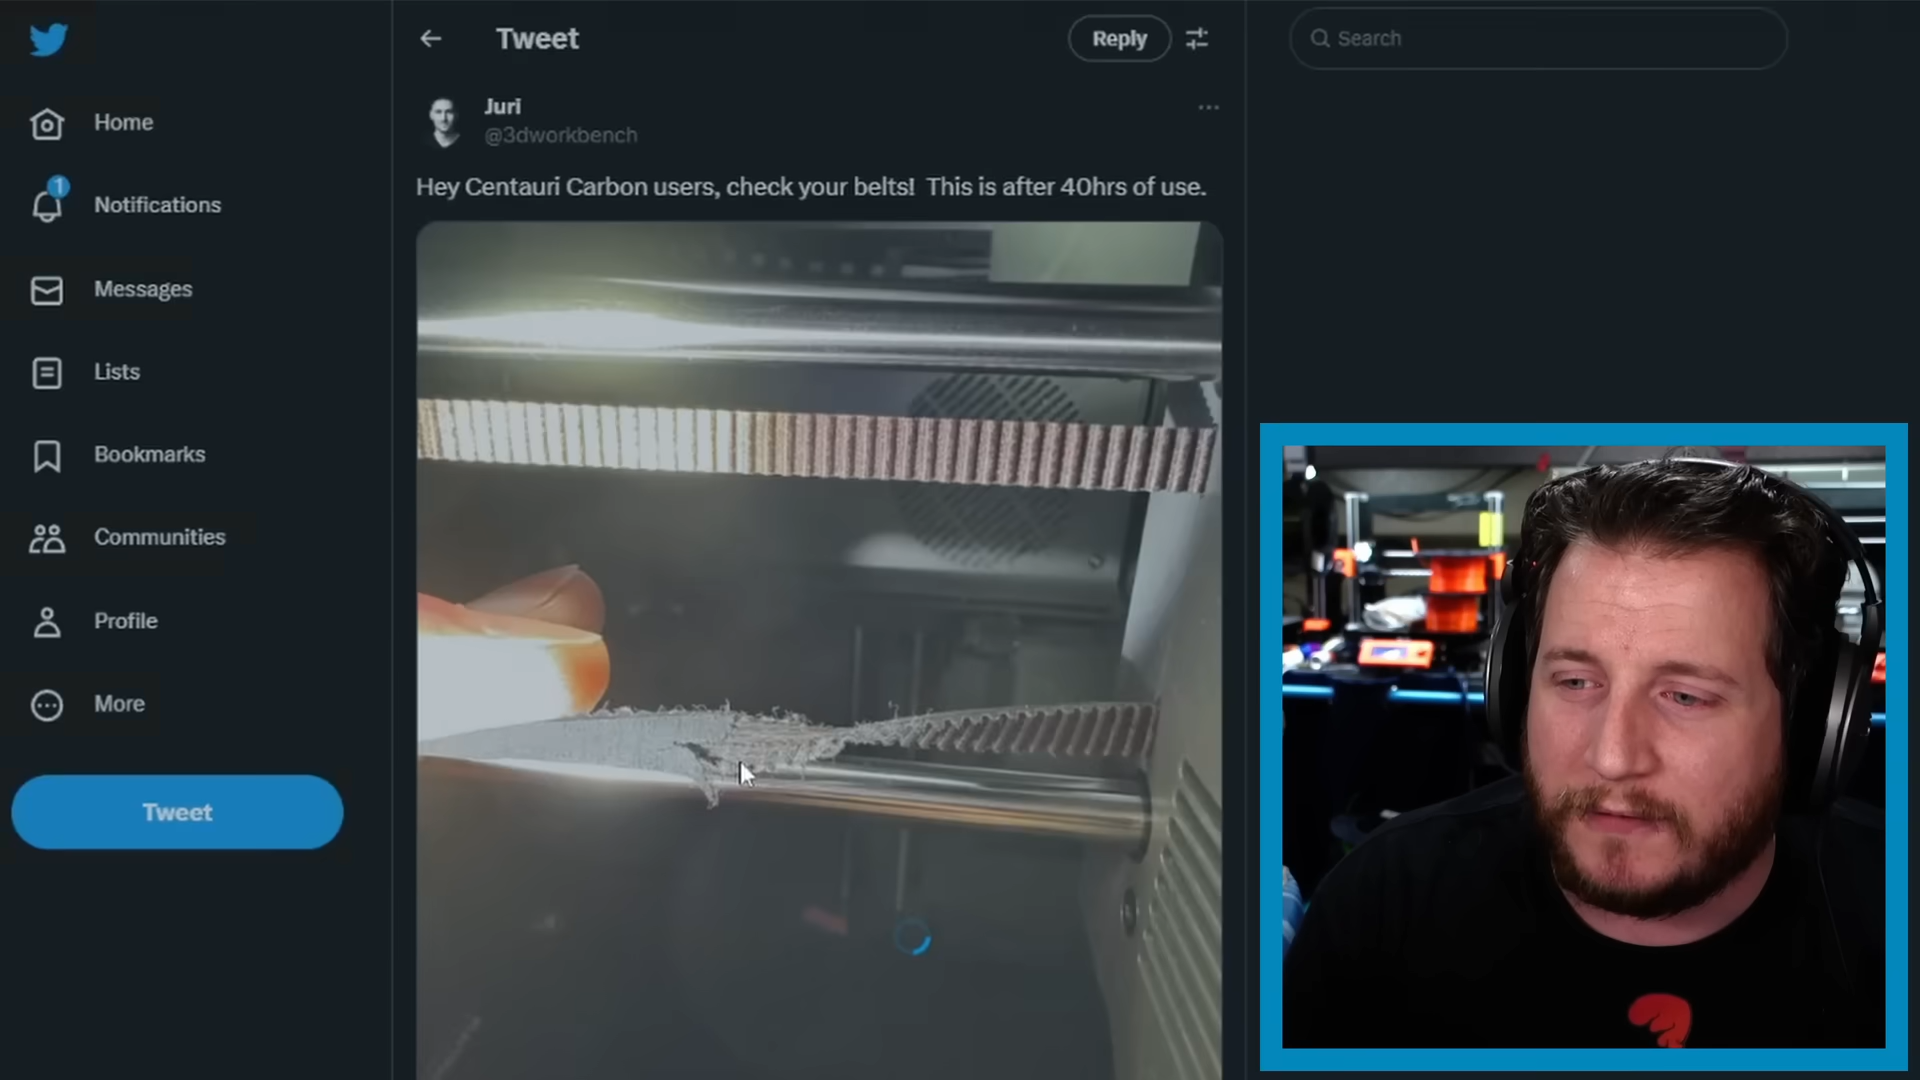 Tweet
Reply
Search
Juri
@3dworkbench
Hey Centauri Carbon users, check your belts! This is after 40hrs of use.
Home
1
Notifications
Messages
Lists
Bookmarks
Communities
Profile
More
Tweet